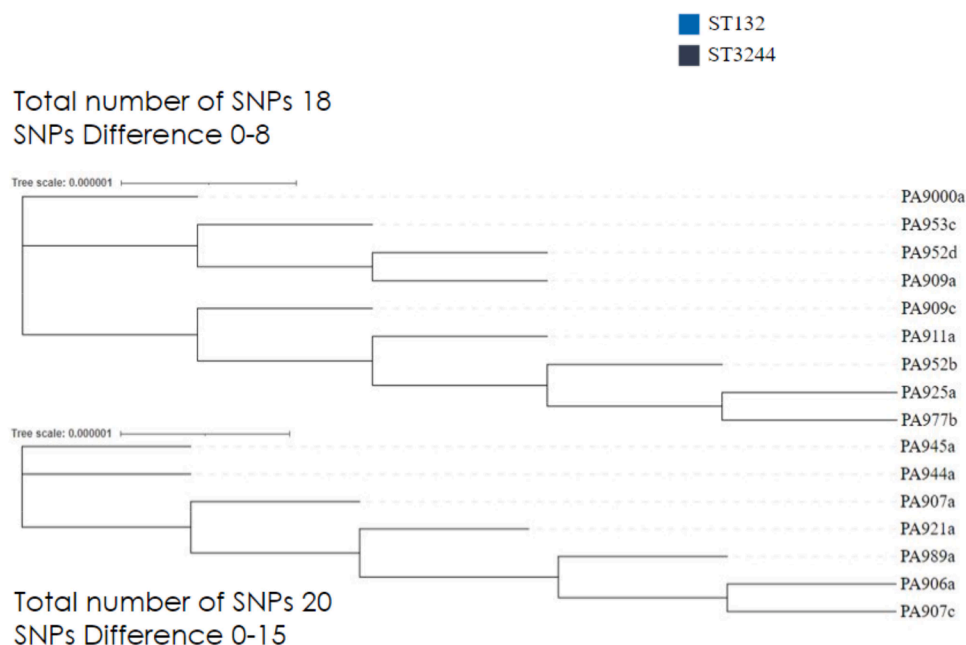 ST132
ST3244
Total number of SNPs 18
SNPs Difference 0-8
Tree scale: 0.000001
PA9000a
PA953c
PA952d
PA909a
PA909c
PA911a
PA952b
PA925a
PA977b
Tree scale: 0.000001
PA945a
PA944a
PA907a
PA921a
PA989a
PA906a
PA907c
Total number of SNPs 20
SNPs Difference 0-15